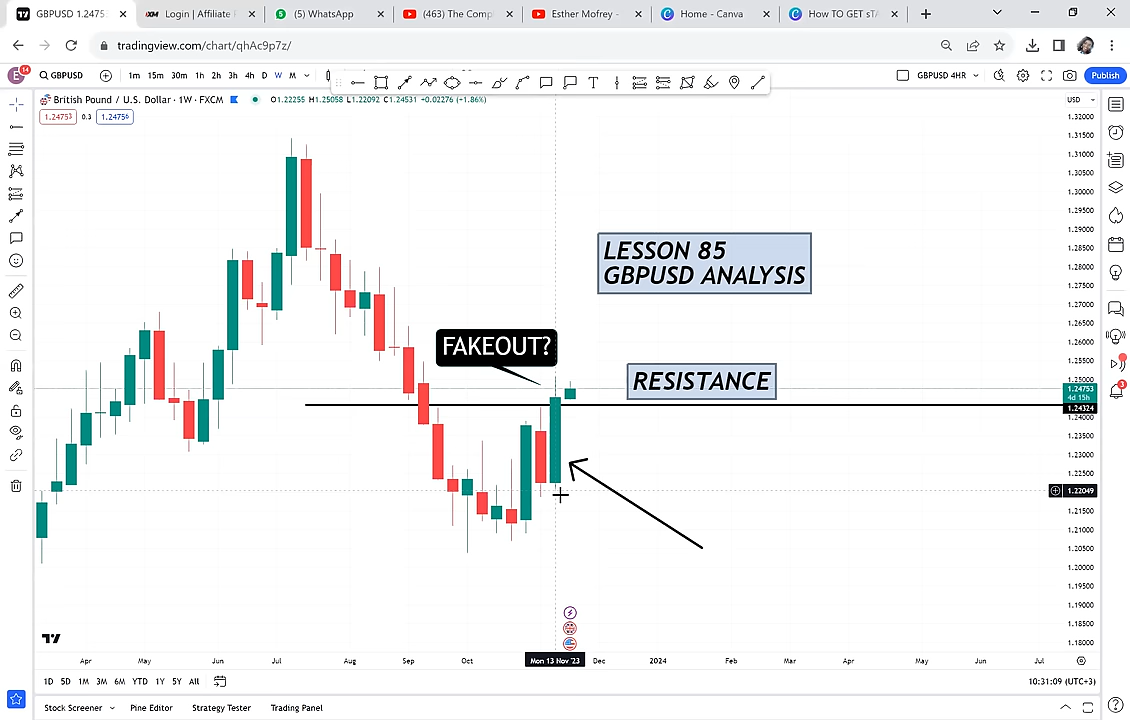 GBPUSD 1.2475
Login | Affiliate
(5) WhatsApp
(463) The Comp
Esther Mofrey -
Home - Canva
How TO GET
tradingview.com/chart/qhAc9p7z/
E
14
GBPUSD
1m 15m 30m 1h 2h 3h 4h D W M
GBPUSD 4HR
Publish
British Pound / U.S. Dollar · 1W · FXCM
O1.22255 H1.25058 L1.22092 C1.24531 +0.02276 (+1.86%)
1.24753 0.3 1.24756
USD
1.32000
1.31500
1.31000
1.30500
1.30000
1.29500
1.29000
1.28500
1.28000
1.27500
1.27000
1.26500
1.26000
1.25500
1.25000
1.24753
4d 15h
1.24324
1.24000
1.23500
1.23000
1.22500
1.22049
1.21500
1.21000
1.20500
1.20000
1.19500
1.19000
1.18500
1.18000
LESSON 85
GBPUSD ANALYSIS
FAKEOUT?
RESISTANCE
3
Apr May Jun Jul Aug Sep Oct Mon 13 Nov '23 Dec 2024 Feb Mar Apr May Jun Jul
1D 5D 1M 3M 6M YTD 1Y 5Y All
10:31:09 (UTC+3)
Stock Screener Pine Editor Strategy Tester Trading Panel